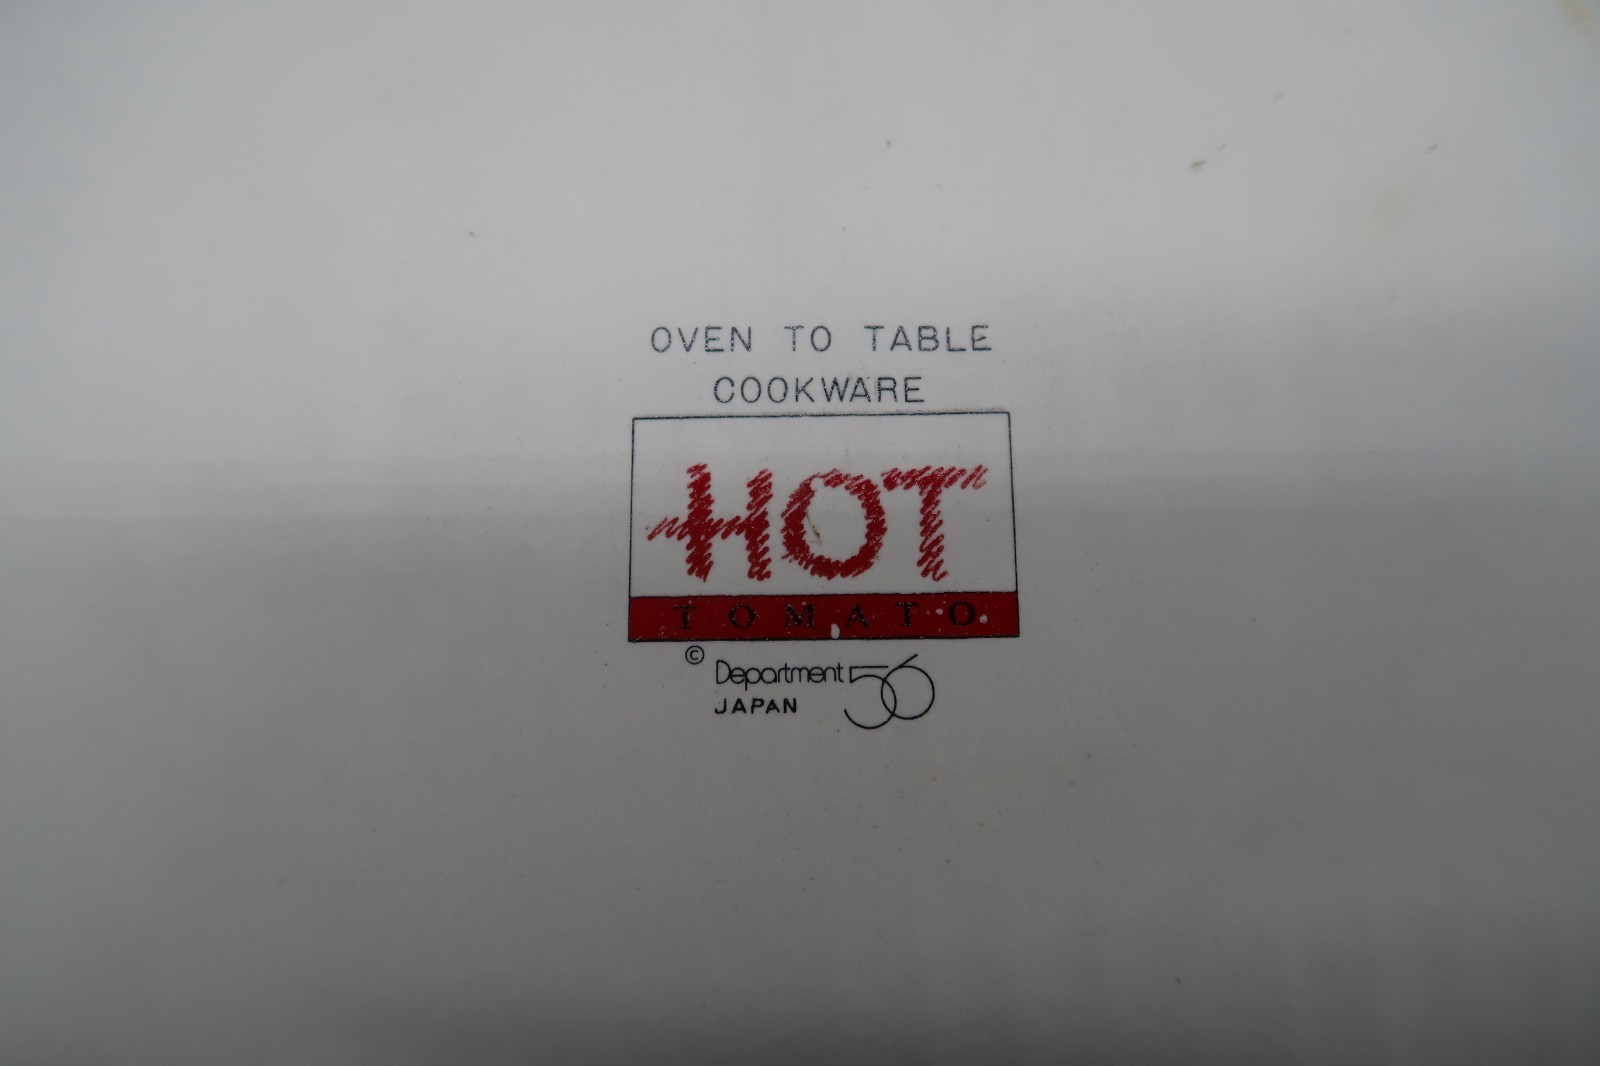 OVEN TO TABLE
COOKWARE
HOT
TOMATO
© Department 56
JAPAN